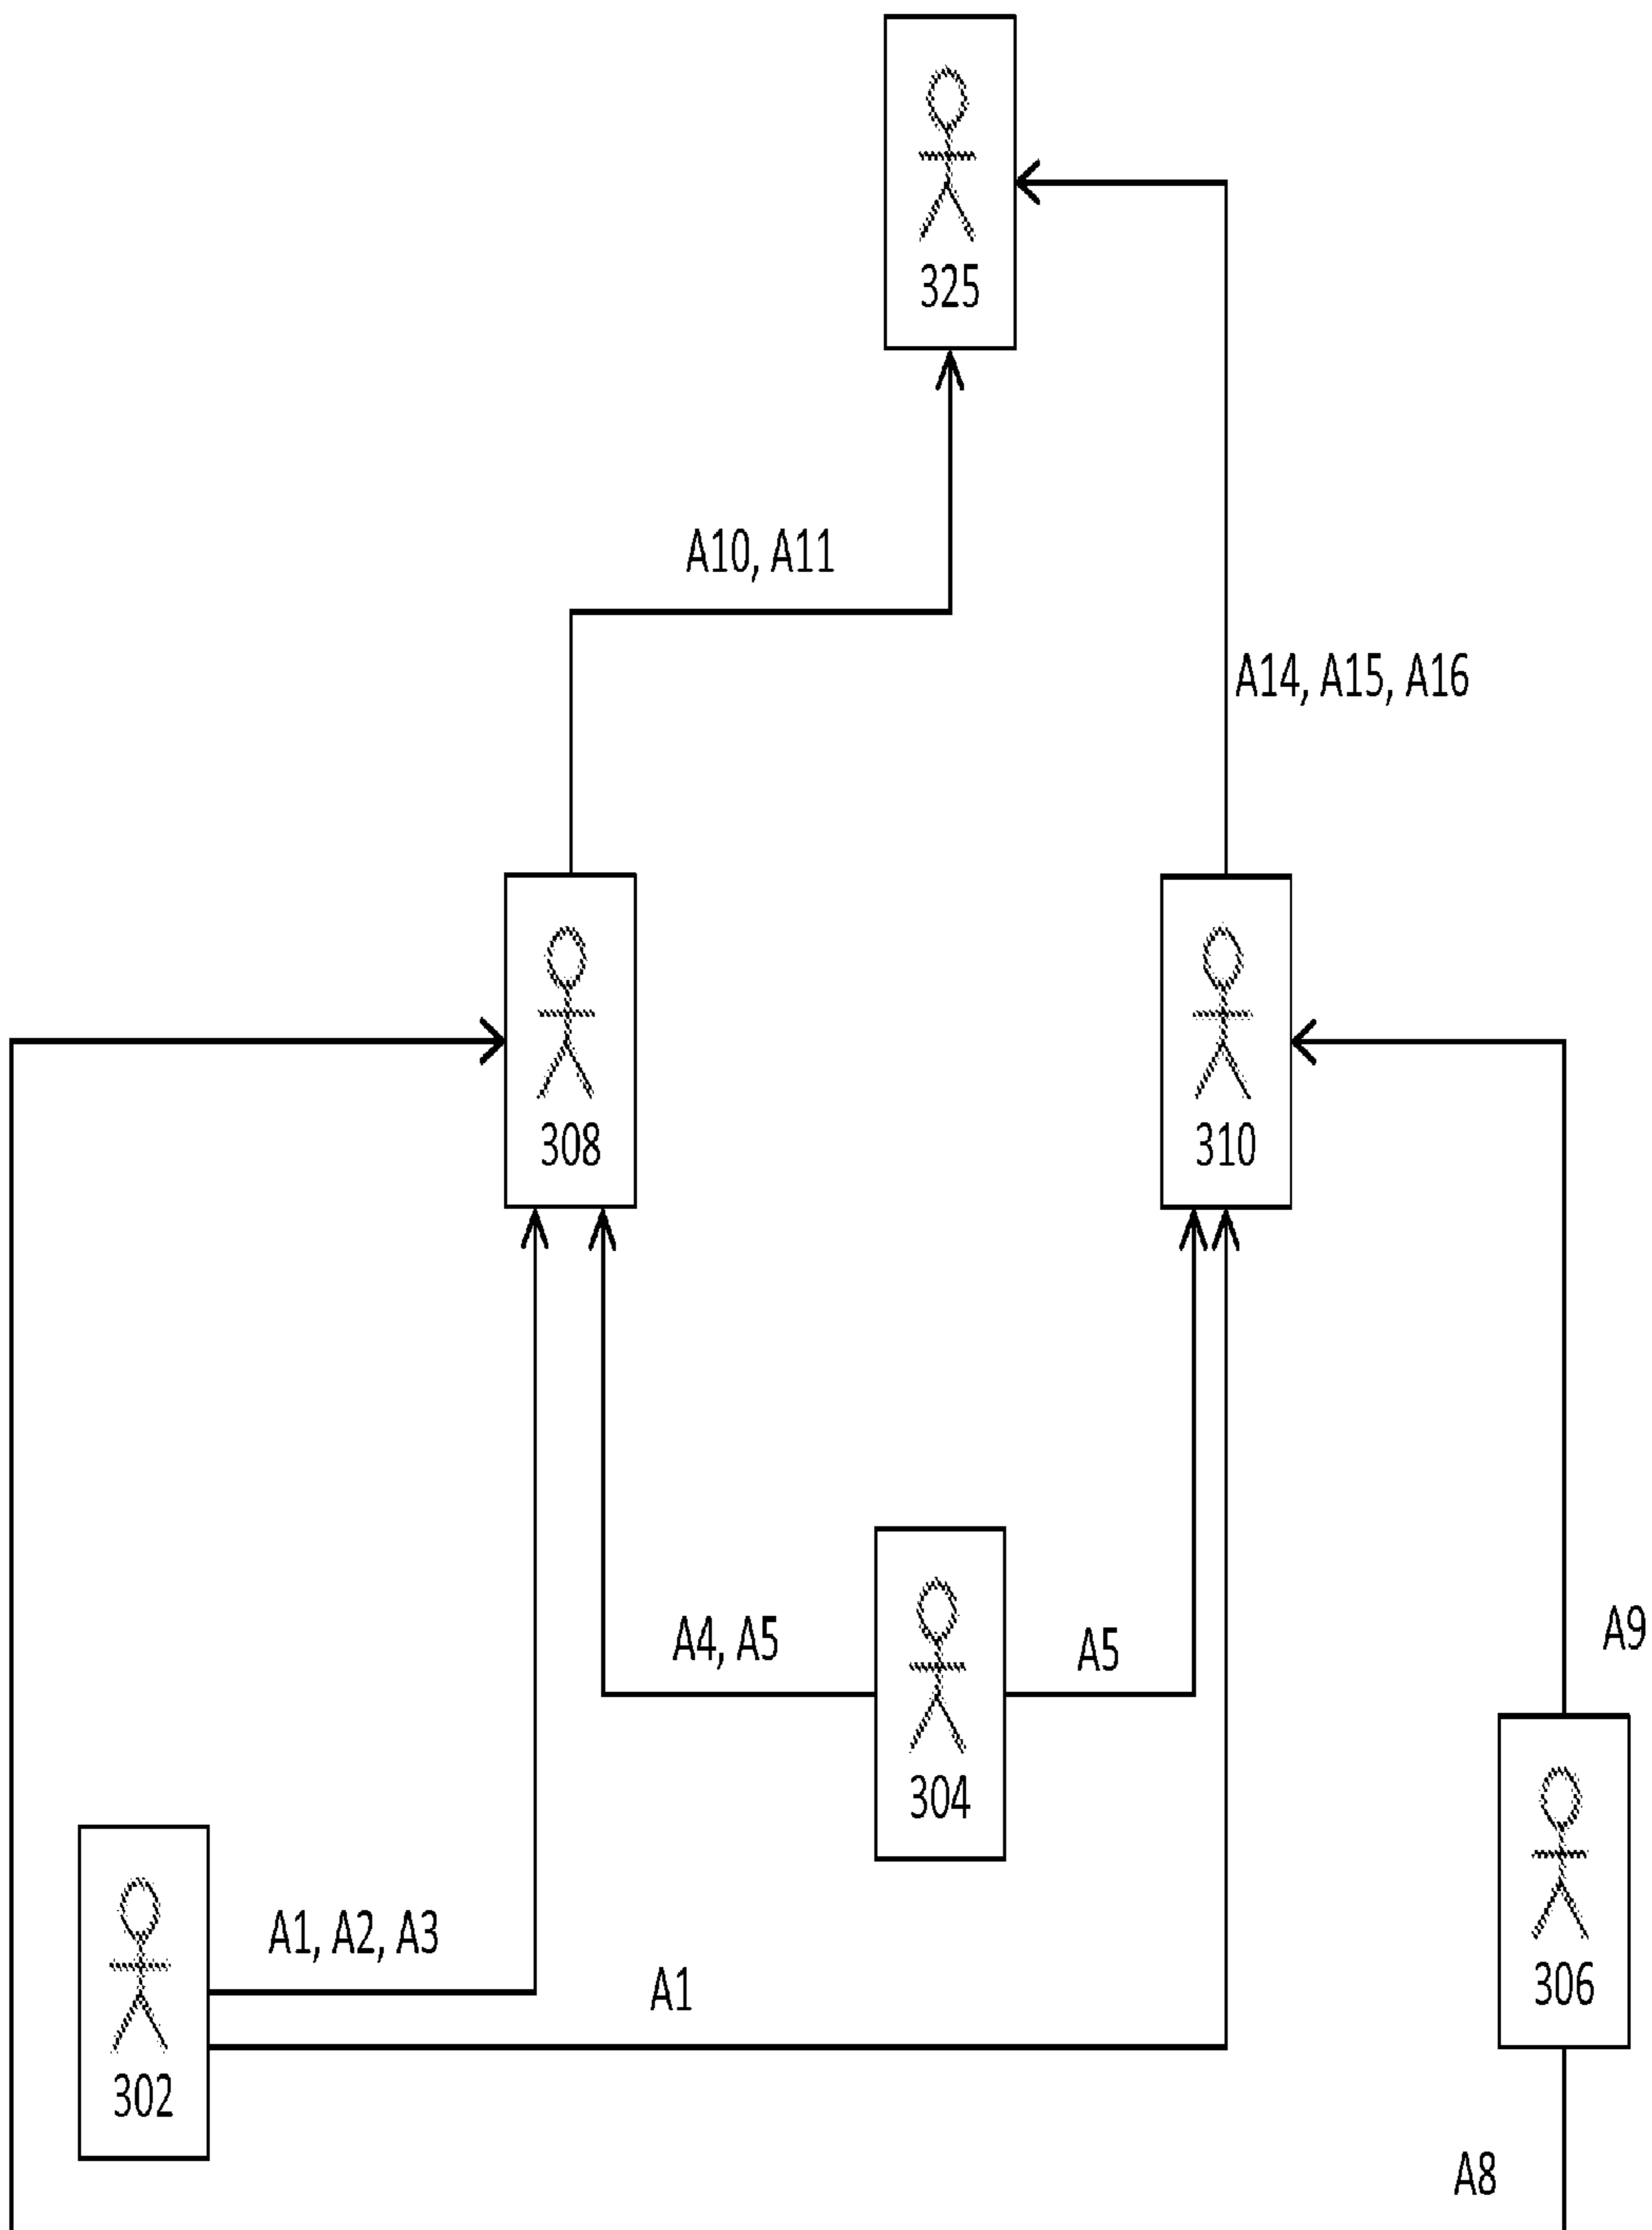 325
A10, A11
A14, A15, A16
308
310
A4, A5
A5
A9
304
A1, A2, A3
A1
306
302
A8